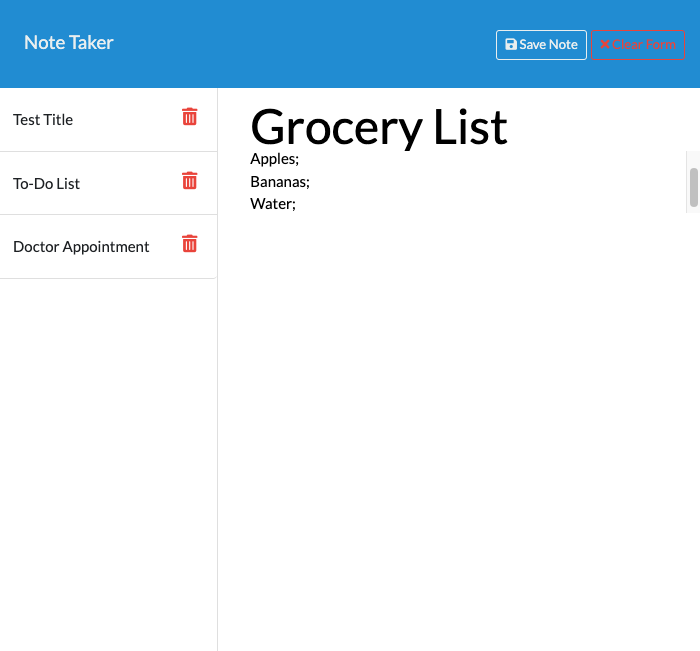 Note Taker
Save Note
Clear Form
Test Title
To-Do List
Doctor Appointment
Grocery List
Apples;
Bananas;
Water;